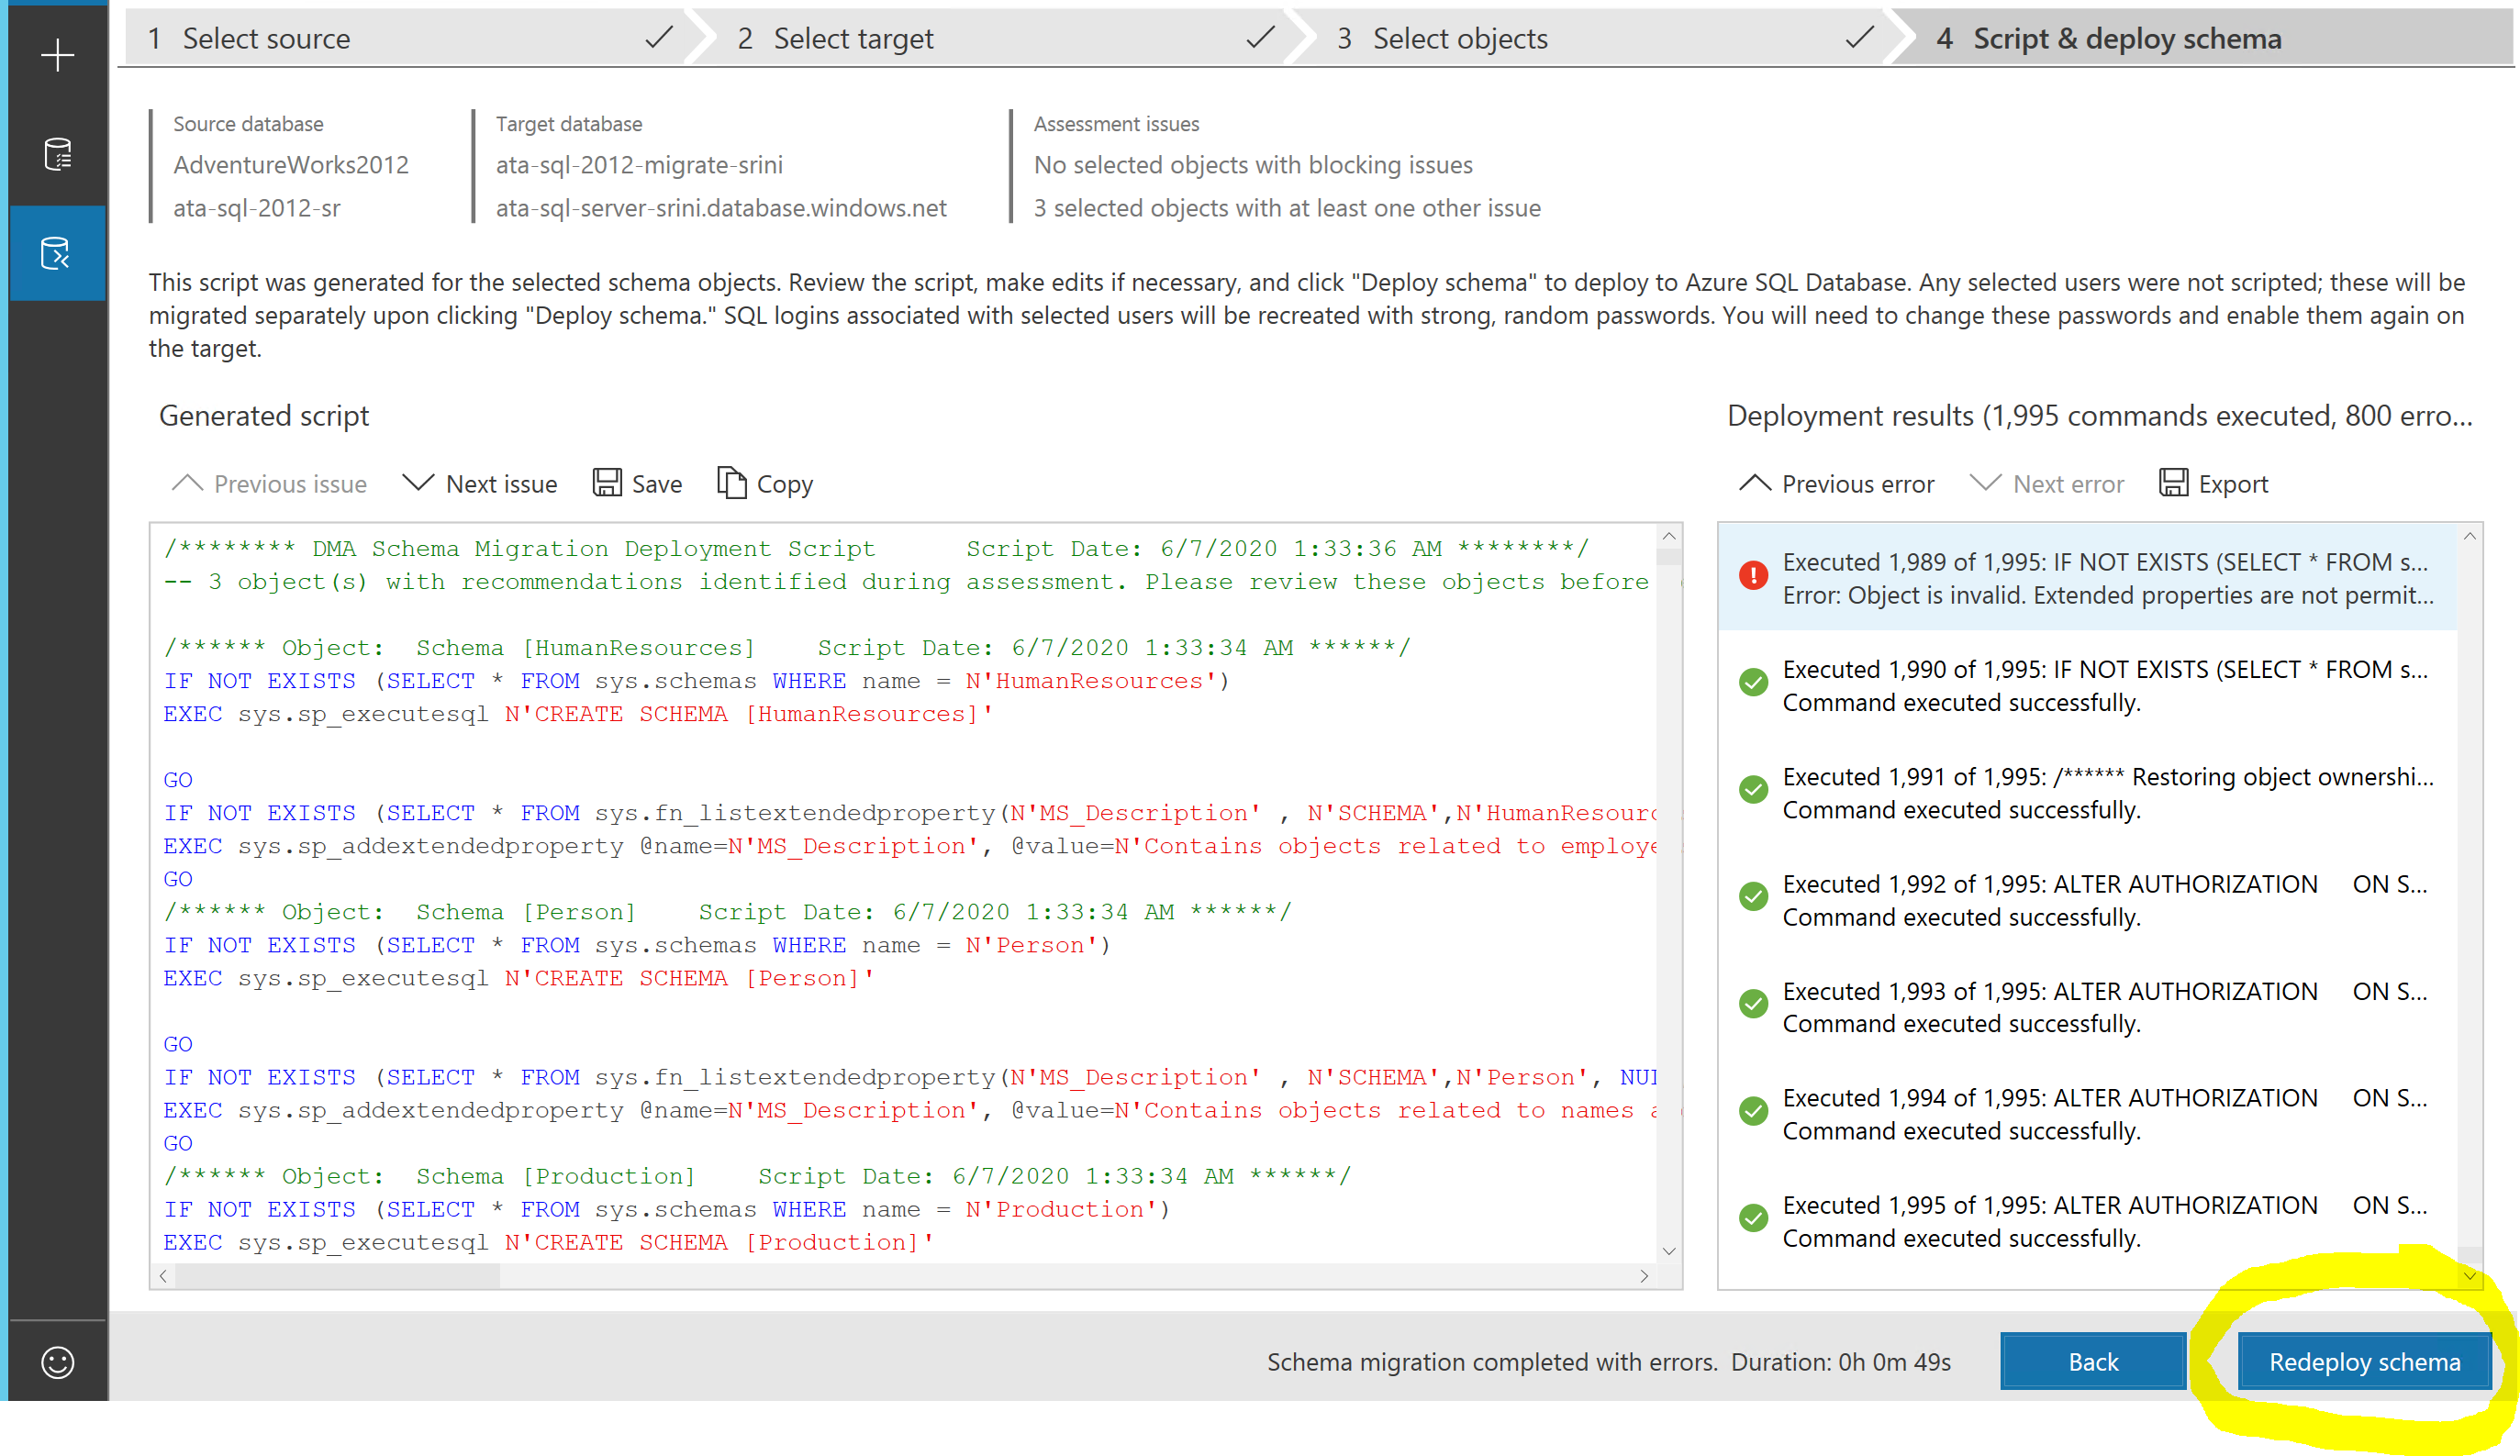 1 Select source
2 Select target
3 Select objects
4 Script & deploy schema
Source database
AdventureWorks2012
ata-sql-2012-sr
Target database
ata-sql-2012-migrate-srini
ata-sql-server-srini.database.windows.net
Assessment issues
No selected objects with blocking issues
3 selected objects with at least one other issue
This script was generated for the selected schema objects. Review the script, make edits if necessary, and click "Deploy schema" to deploy to Azure SQL Database. Any selected users were not scripted; these will be
migrated separately upon clicking "Deploy schema." SQL logins associated with selected users will be recreated with strong, random passwords. You will need to change these passwords and enable them again on
the target.
Generated script
Previous issue Next issue Save Copy
/******** DMA Schema Migration Deployment Script      Script Date: 6/7/2020 1:33:36 AM ********/
-- 3 object(s) with recommendations identified during assessment. Please review these objects before
/****** Object:  Schema [HumanResources]    Script Date: 6/7/2020 1:33:34 AM ******/
IF NOT EXISTS (SELECT * FROM sys.schemas WHERE name = N'HumanResources')
EXEC sys.sp_executesql N'CREATE SCHEMA [HumanResources]'
GO
IF NOT EXISTS (SELECT * FROM sys.fn_listextendedproperty(N'MS_Description' , N'SCHEMA',N'HumanResourc
EXEC sys.sp_addextendedproperty @name=N'MS_Description', @value=N'Contains objects related to employe
GO
/****** Object:  Schema [Person]    Script Date: 6/7/2020 1:33:34 AM ******/
IF NOT EXISTS (SELECT * FROM sys.schemas WHERE name = N'Person')
EXEC sys.sp_executesql N'CREATE SCHEMA [Person]'
GO
IF NOT EXISTS (SELECT * FROM sys.fn_listextendedproperty(N'MS_Description' , N'SCHEMA',N'Person', NUL
EXEC sys.sp_addextendedproperty @name=N'MS_Description', @value=N'Contains objects related to names a
GO
/****** Object:  Schema [Production]    Script Date: 6/7/2020 1:33:34 AM ******/
IF NOT EXISTS (SELECT * FROM sys.schemas WHERE name = N'Production')
EXEC sys.sp_executesql N'CREATE SCHEMA [Production]'
Deployment results (1,995 commands executed, 800 erro...
Previous error Next error Export
Executed 1,989 of 1,995: IF NOT EXISTS (SELECT * FROM s...
Error: Object is invalid. Extended properties are not permit...
Executed 1,990 of 1,995: IF NOT EXISTS (SELECT * FROM s...
Command executed successfully.
Executed 1,991 of 1,995: /****** Restoring object ownershi...
Command executed successfully.
Executed 1,992 of 1,995: ALTER AUTHORIZATION     ON S...
Command executed successfully.
Executed 1,993 of 1,995: ALTER AUTHORIZATION     ON S...
Command executed successfully.
Executed 1,994 of 1,995: ALTER AUTHORIZATION     ON S...
Command executed successfully.
Executed 1,995 of 1,995: ALTER AUTHORIZATION     ON S...
Command executed successfully.
Schema migration completed with errors. Duration: 0h 0m 49s
Back
Redeploy schema